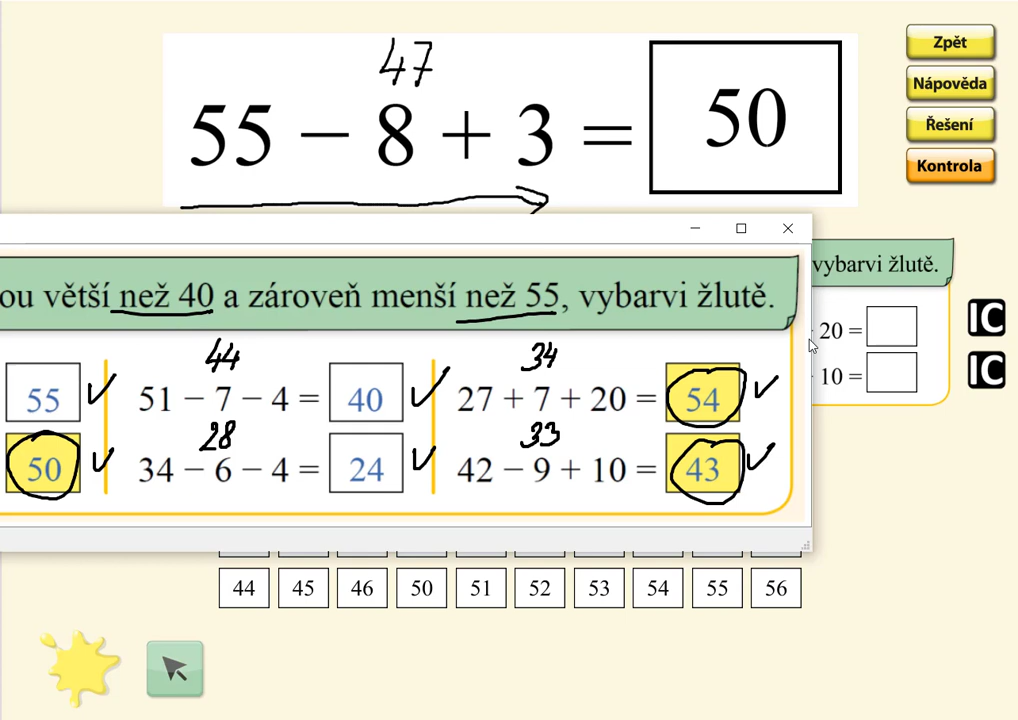 47
55 − 8 + 3 = 50
Zpět
Nápověda
Řešení
Kontrola
ou větší než 40 a zároveň menší než 55, vybarvi žlutě.
vybarvi žlutě.
44 34
55 51 − 7 − 4 = 40 27 + 7 + 20 = 54
28 33
50 34 − 6 − 4 = 24 42 − 9 + 10 = 43
20 =
10 =
IC
IC
44 45 46 50 51 52 53 54 55 56